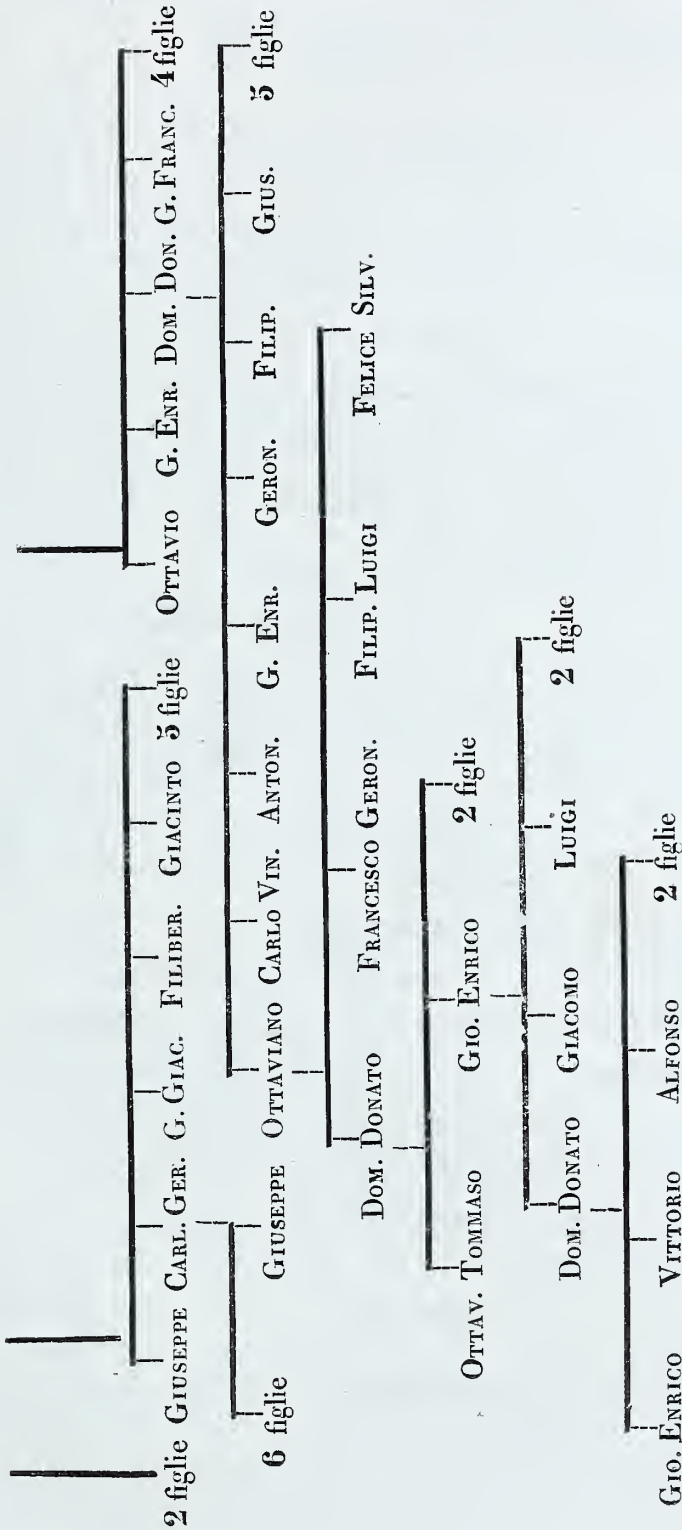 2 figlie GIUSEPPE CARL. GER. G. GIAC. FILIBER. GIACINTO 5 figlie OTTAVIO G. ENR. DOM. DON. G. FRANC. 4 figlie
6 figlie GIUSEPPE OTTAVIANO CARLO VIN. ANTON. G. ENR. GERON. FILIP. GIUS. 5 figlie
DOM. DONATO FRANCESCO GERON. FILIP. LUIGI FELICE SILV.
OTTAV. TOMMASO GIO. ENRICO 2 figlie
DOM. DONATO GIACOMO LUIGI 2 figlie
GIO. ENRICO VITTORIO ALFONSO 2 figlie